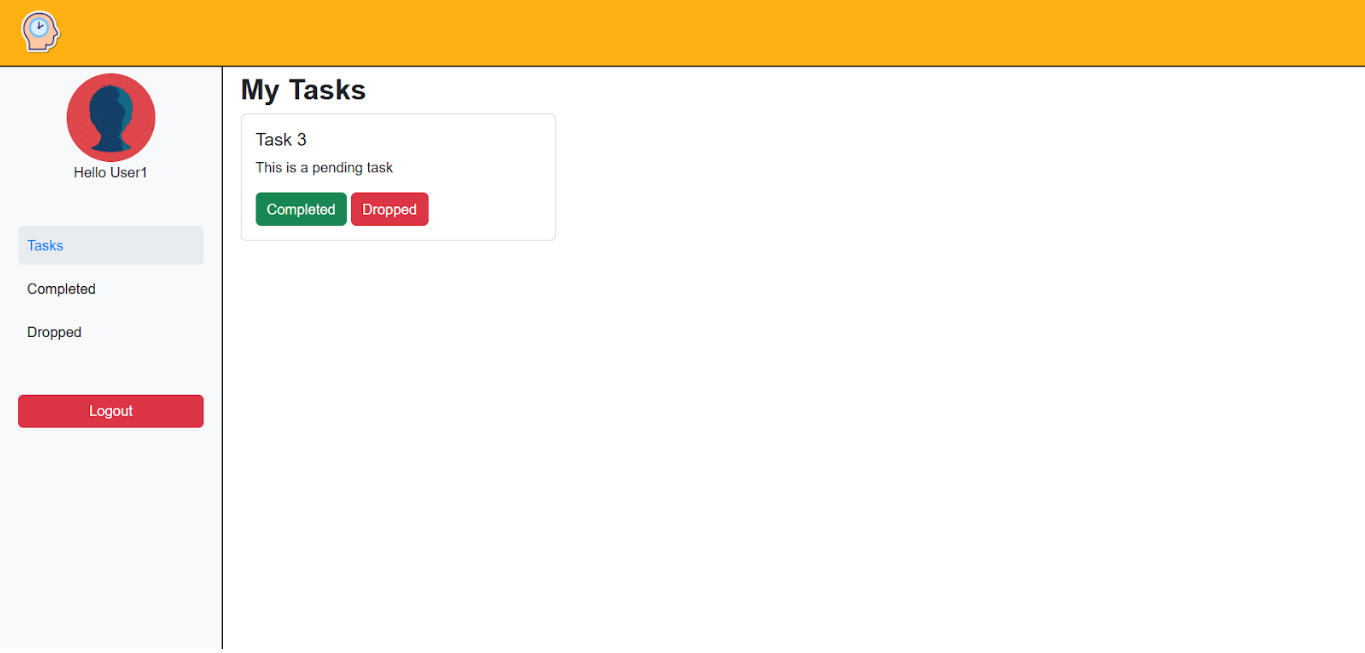 Hello User1
Tasks
Completed
Dropped
Logout
My Tasks
Task 3
This is a pending task
Completed Dropped